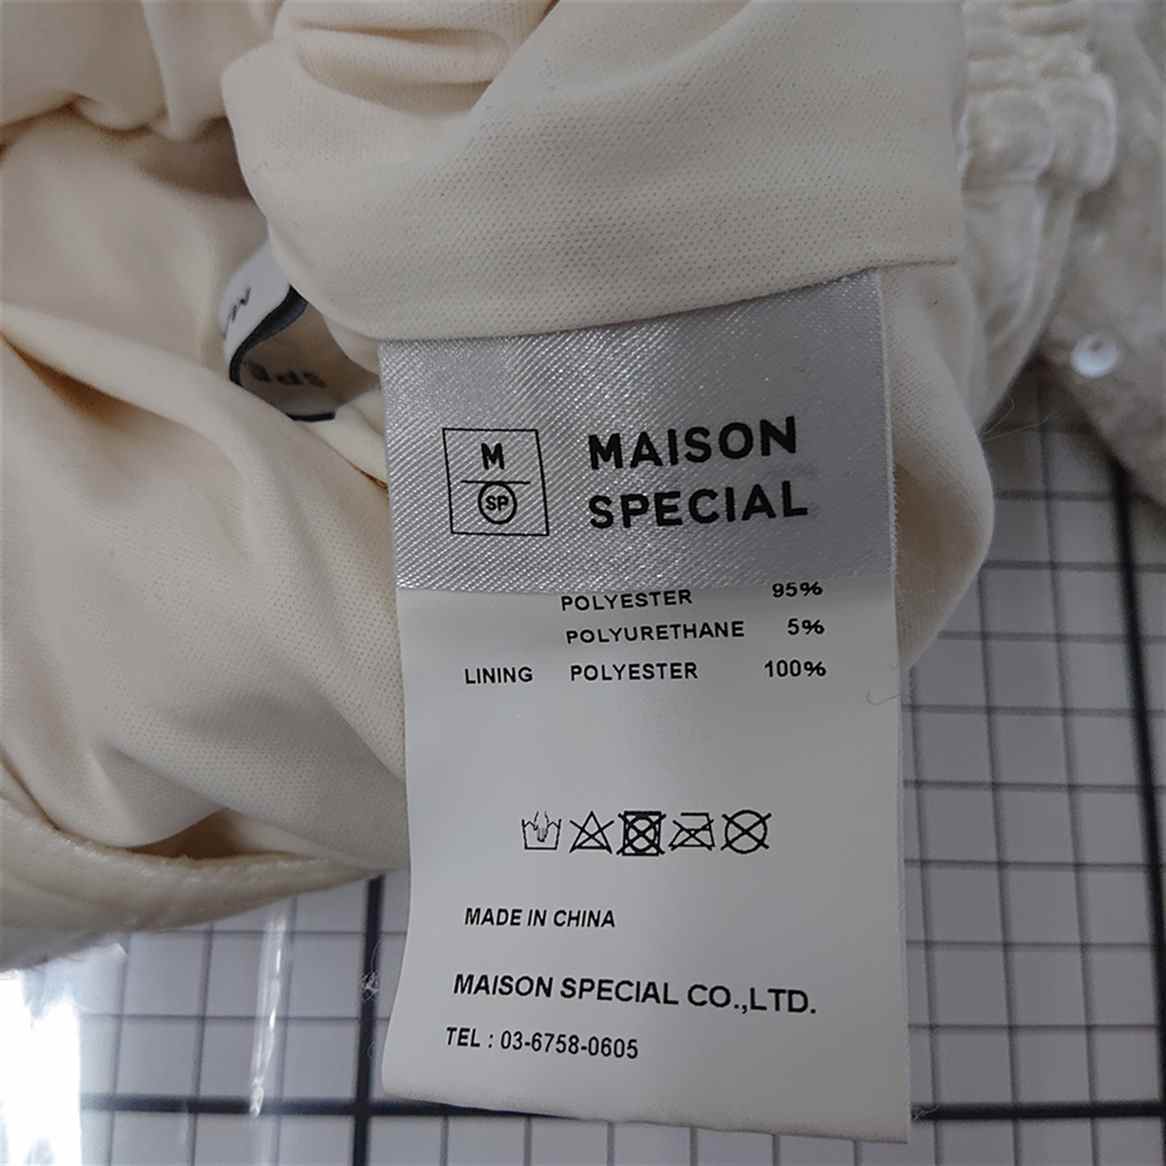 M
SP
MAISON
SPECIAL
POLYESTER 95%
POLYURETHANE 5%
LINING POLYESTER 100%
MADE IN CHINA
MAISON SPECIAL CO.,LTD.
TEL : 03-6758-0605